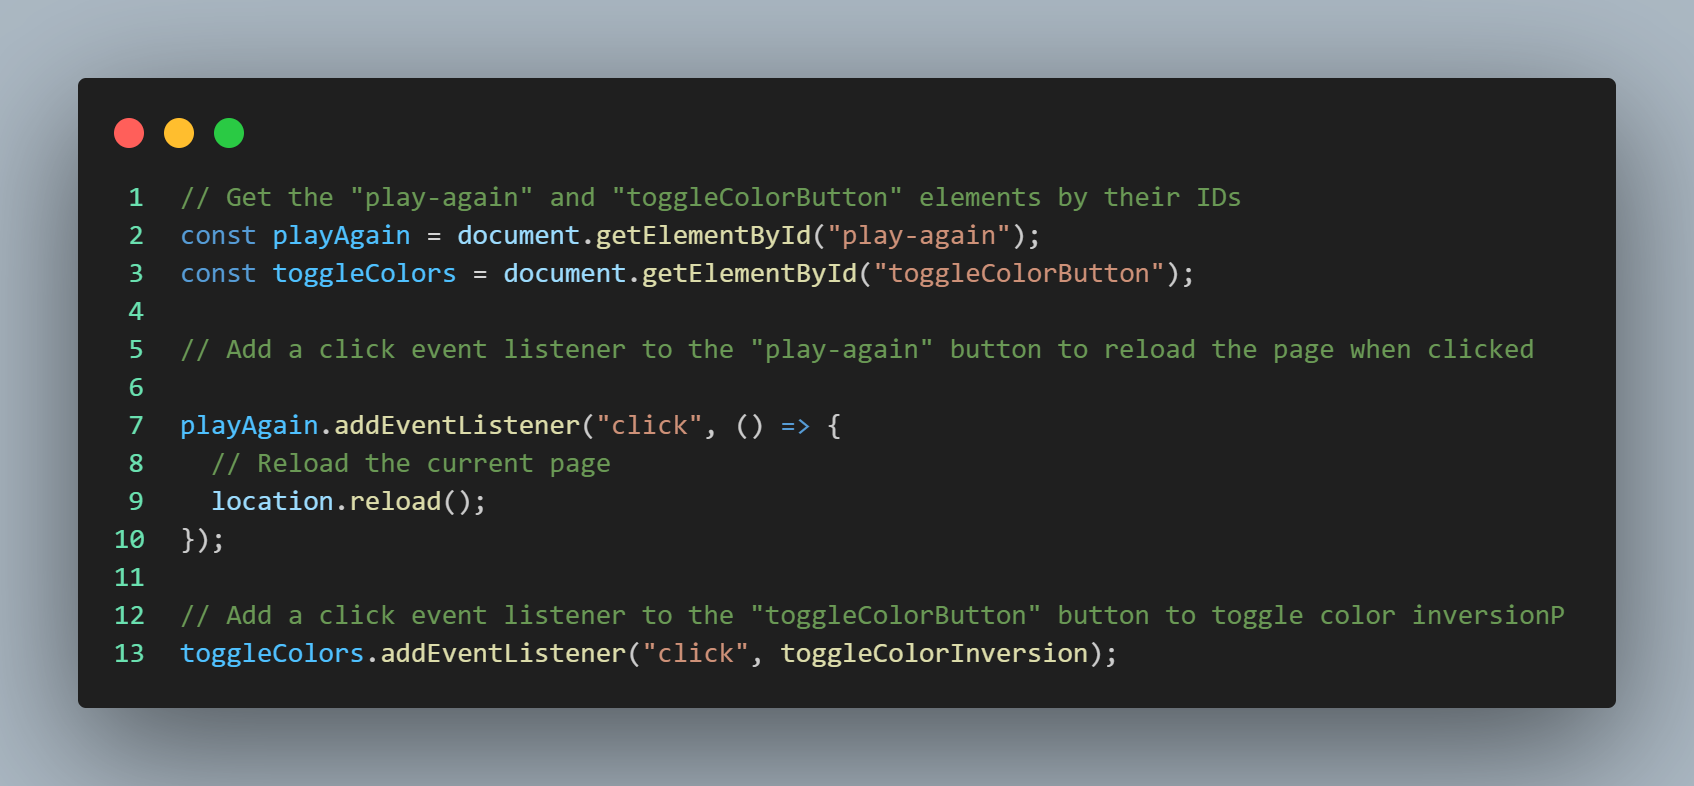 1 // Get the "play-again" and "toggleColorButton" elements by their IDs
2 const playAgain = document.getElementById("play-again");
3 const toggleColors = document.getElementById("toggleColorButton");
4
5 // Add a click event listener to the "play-again" button to reload the page when clicked
6
7 playAgain.addEventListener("click", () => {
8   // Reload the current page
9   location.reload();
10 });
11
12 // Add a click event listener to the "toggleColorButton" button to toggle color inversionP
13 toggleColors.addEventListener("click", toggleColorInversion);